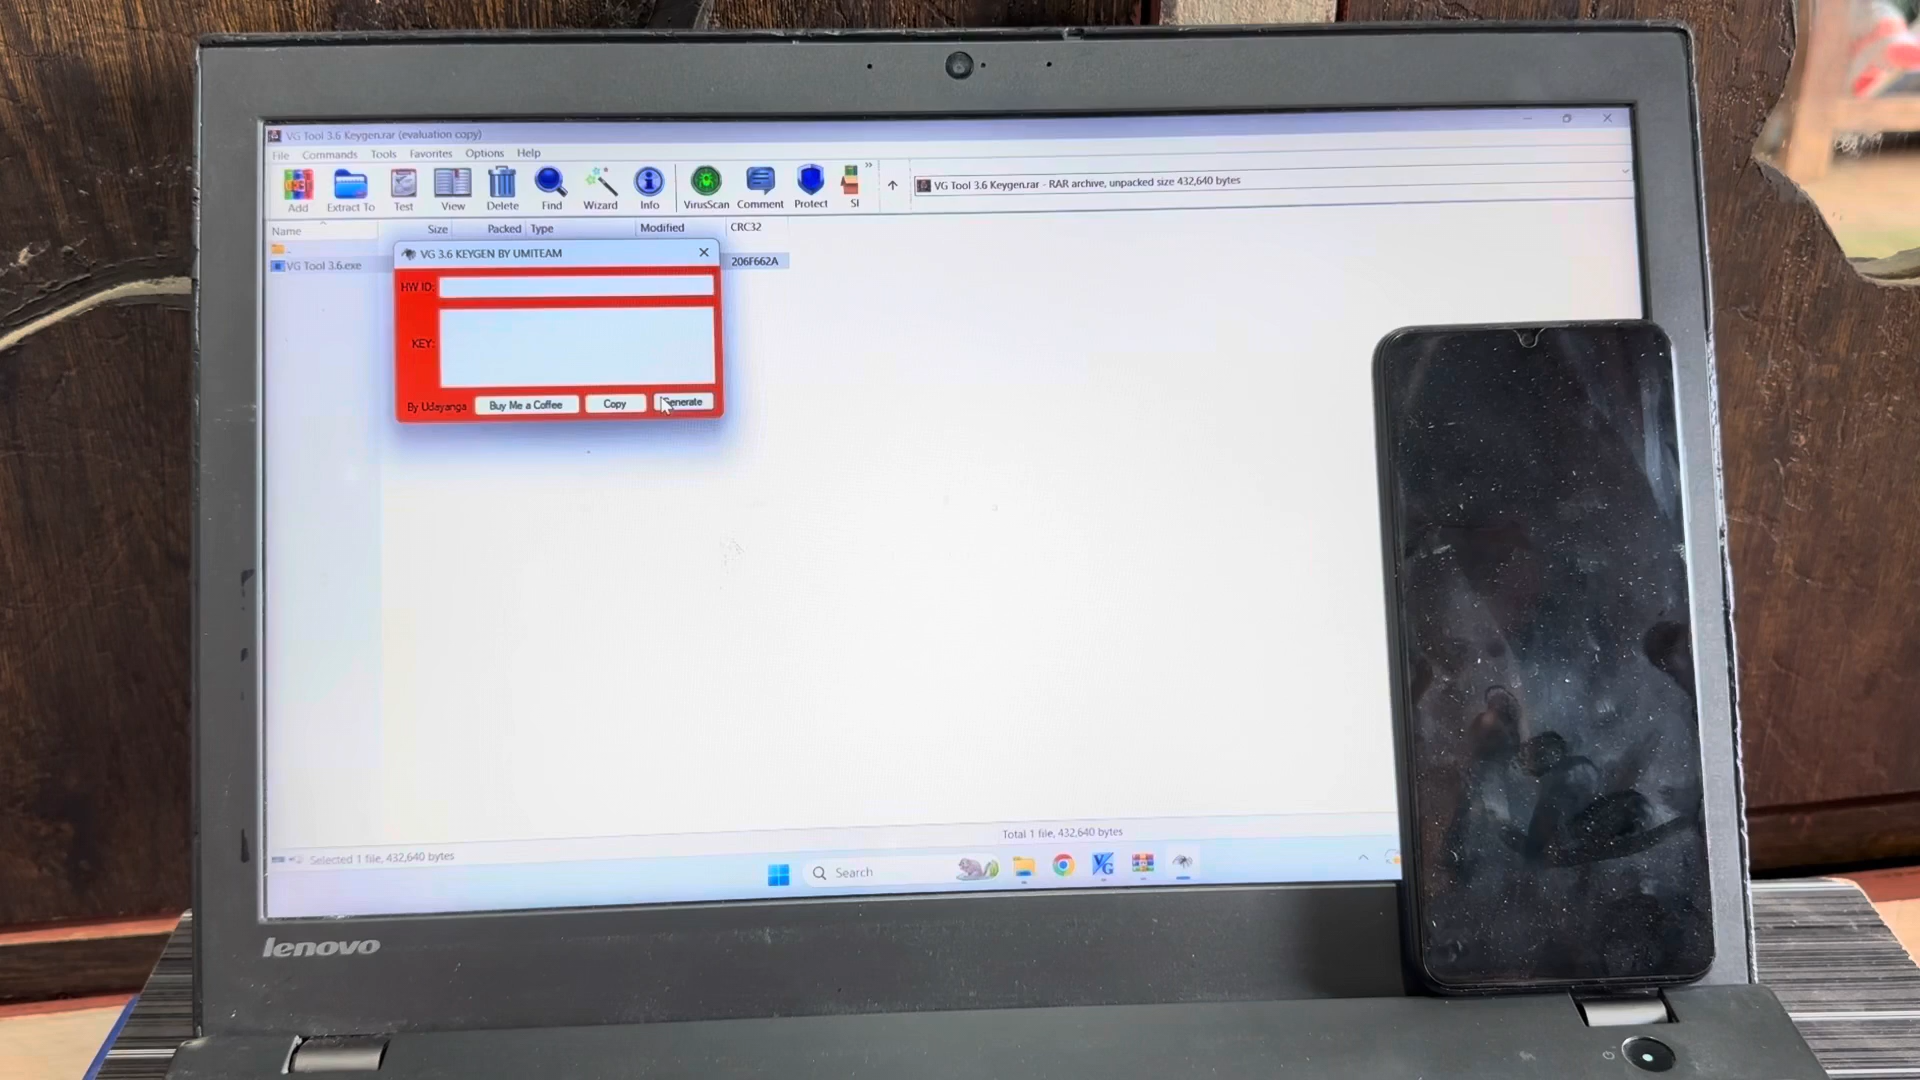 VG Tool 3.6 Keygen.rar (evaluation copy)
File Commands Tools Favorites Options Help
Add Extract To Test View Delete Find Wizard Info VirusScan Comment Protect SI
VG Tool 3.6 Keygen.rar - RAR archive, unpacked size 432,640 bytes
Name Size Packed Type Modified CRC32
..
VG Tool 3.6.exe 206F662A
VG 3.6 KEYGEN BY UMITEAM
HW ID:
KEY:
By Udayanga Buy Me a Coffee Copy Generate
Selected 1 file, 432,640 bytes Total 1 file, 432,640 bytes
Search
VG
lenovo